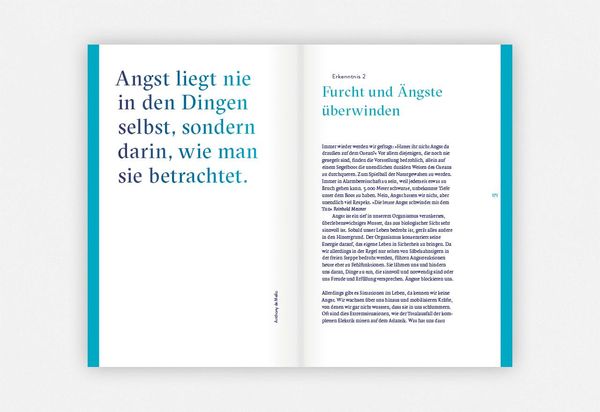 Angst liegt nie
in den Dingen
selbst, sondern
darin, wie man
sie betrachtet.
Anthony de Mello
Erkenntnis 2
Furcht und Ängste
überwinden
Immer wieder werden wir gefragt: »Hattet ihr nicht Angst da
draußen auf dem Ozean?« Vor allem diejenigen, die noch nie
gesegelt sind, finden die Vorstellung bedrohlich, allein auf
einem Segelboot die unendlichen dunklen Weiten des Ozeans
zu durchqueren. Zum Spielball der Naturgewalten zu werden.
Immer in Alarmbereitschaft zu sein, weil jederzeit etwas zu
Bruch gehen kann. 5.000 Meter schwarze, unbekannte Tiefe
unter dem Boot zu haben. Nein, Angst hassen wir nicht, aber
unendlich viel Respekt. »Die letzte Angst schwindet mit dem
Tun« Reinhold Messner
Angst ist ein tief in unserem Organismus verankertes,
überlebenswichtiges Muster, das aus biologischer Sicht sehr
sinnvoll ist. Sobald unser Leben bedroht ist, gerät alles andere
in den Hintergrund. Der Organismus konzentriert seine
Energie darauf, das eigene Leben in Sicherheit zu bringen. Da
wir allerdings in der Regel nur selten von Säbelzahntigern in
der freien Steppe bedroht werden, führen Angstreaktionen
heute eher zu Fehlfunktionen. Sie lähmen uns und hindern
uns daran, Dinge zu tun, die sinnvoll und notwendig sind oder
uns Freude und Erfüllung versprechen. Ängste blockieren uns.
Allerdings gibt es Situationen im Leben, da kennen wir keine
Angst. Wir wachsen über uns hinaus und mobilisieren Kräfte,
von denen wir gar nicht wussten, dass sie in uns schlummern.
Oft sind dies Extremsituationen, wie der Totalausfall der kom-
pletten Elektrik mitten auf dem Atlantik. Was hat uns dazu